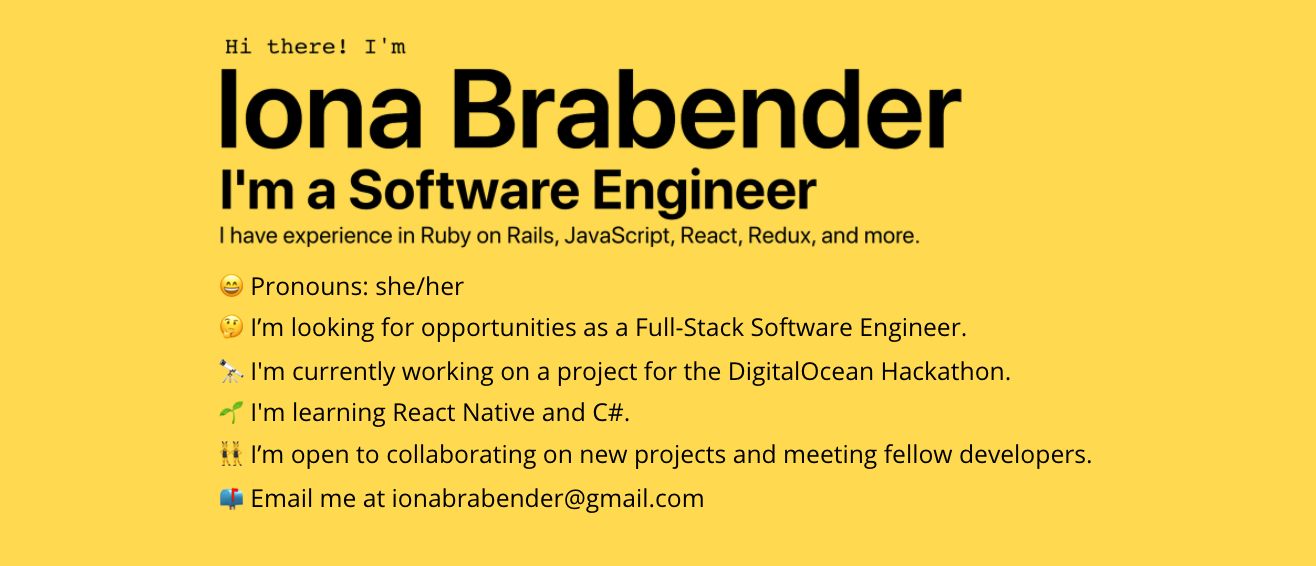 Hi there! I'm
Iona Brabender
I'm a Software Engineer
I have experience in Ruby on Rails, JavaScript, React, Redux, and more.
😄 Pronouns: she/her
🤔 I’m looking for opportunities as a Full-Stack Software Engineer.
🔭 I'm currently working on a project for the DigitalOcean Hackathon.
🌱 I'm learning React Native and C#.
👯 I’m open to collaborating on new projects and meeting fellow developers.
📫 Email me at ionabrabender@gmail.com